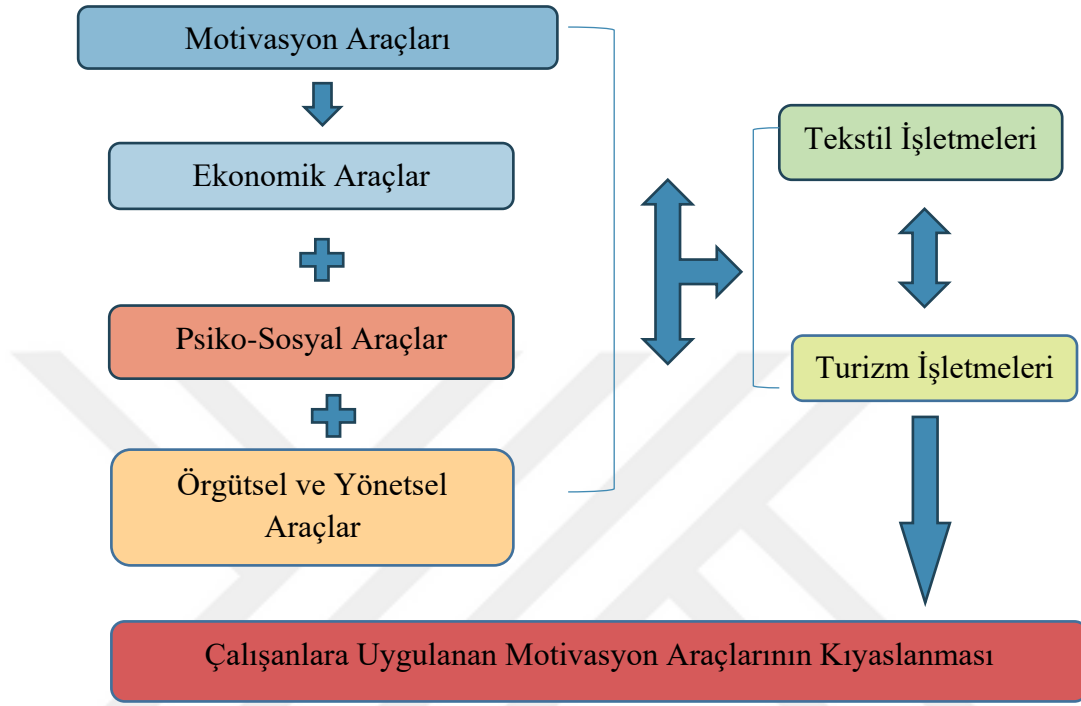 Motivasyon Araçları
Ekonomik Araçlar
Psiko-Sosyal Araçlar
Örgütsel ve Yönetsel
Araçlar
Tekstil İşletmeleri
Turizm İşletmeleri
Çalışanlara Uygulanan Motivasyon Araçlarının Kıyaslanması